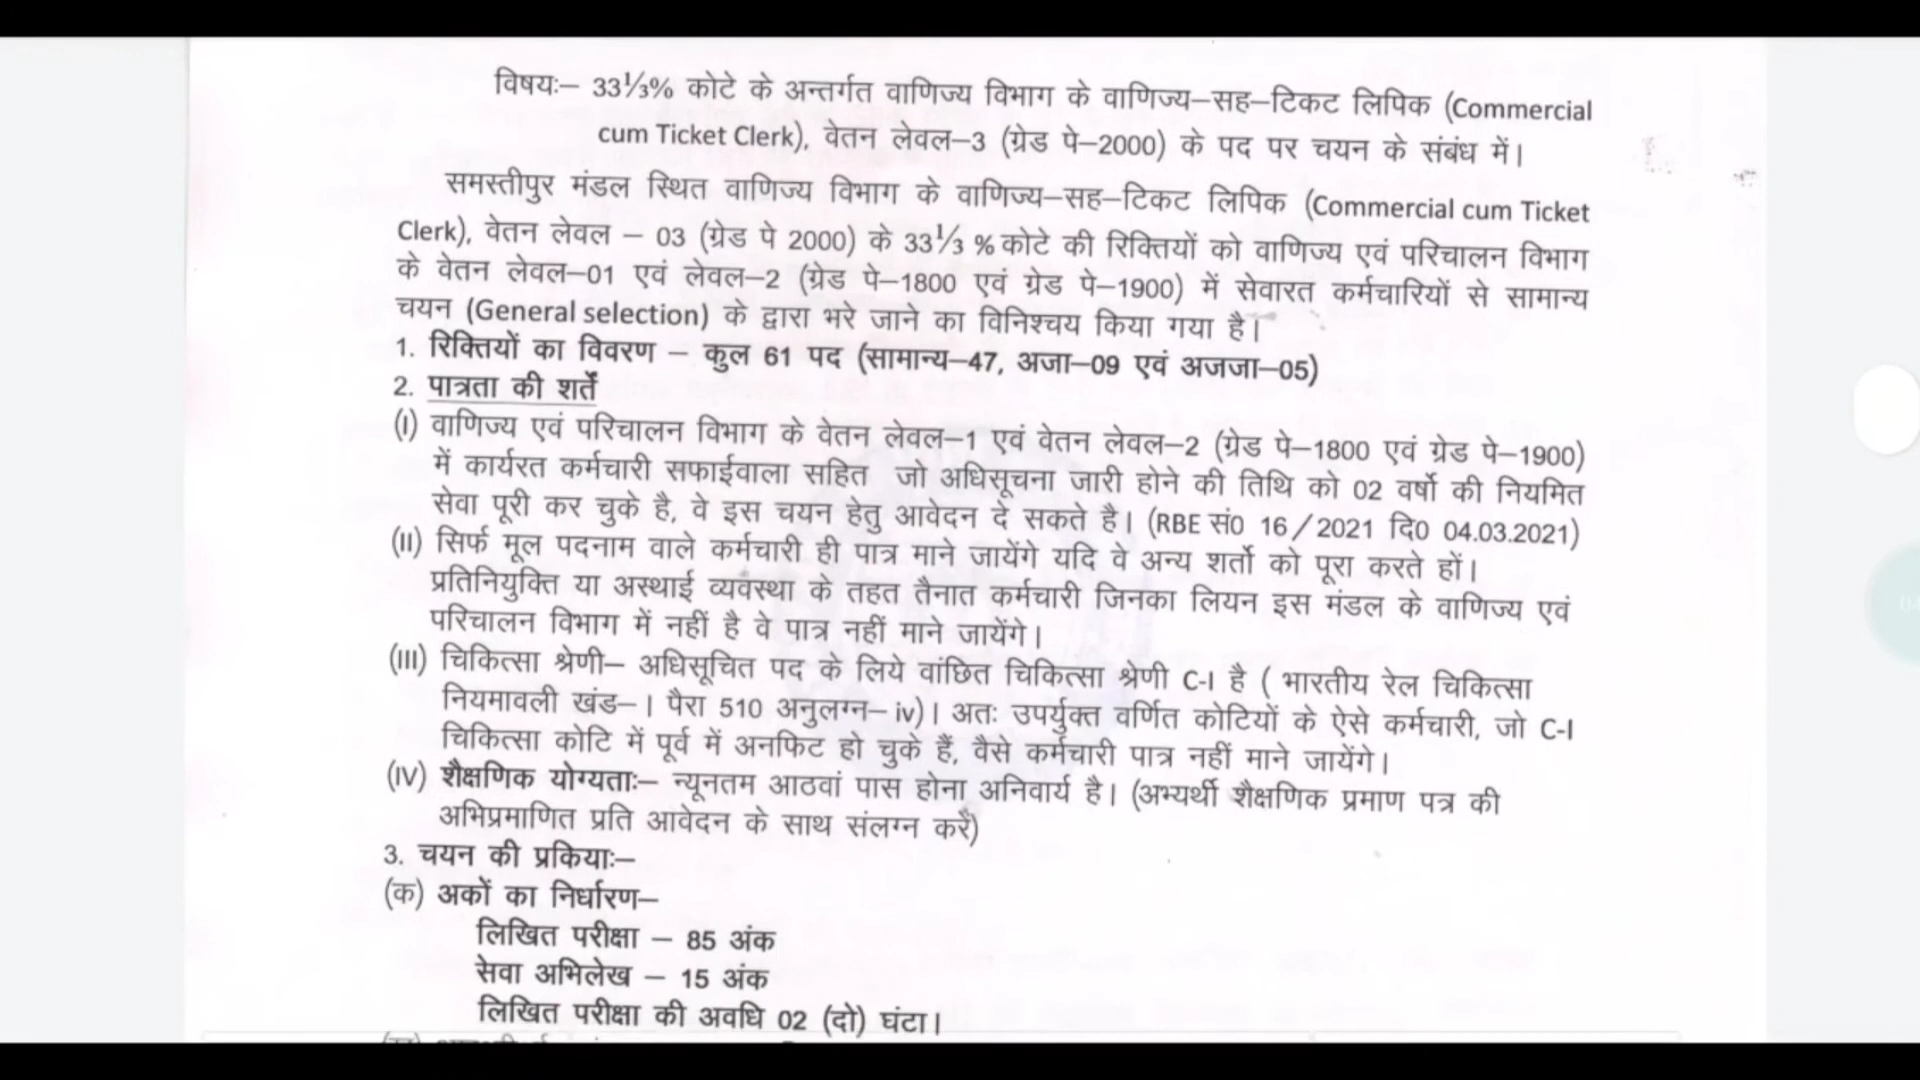 विषयः– 33⅓% कोटे के अन्तर्गत वाणिज्य विभाग के वाणिज्य–सह–टिकट लिपिक (Commercial
cum Ticket Clerk), वेतन लेवल–3 (ग्रेड पे–2000) के पद पर चयन के संबंध में।
समस्तीपुर मंडल स्थित वाणिज्य विभाग के वाणिज्य–सह–टिकट लिपिक (Commercial cum Ticket
Clerk), वेतन लेवल – 03 (ग्रेड पे 2000) के 33⅓ % कोटे की रिक्तियों को वाणिज्य एवं परिचालन विभाग
के वेतन लेवल–01 एवं लेवल–2 (ग्रेड पे–1800 एवं ग्रेड पे–1900) में सेवारत कर्मचारियों से सामान्य
चयन (General selection) के द्वारा भरे जाने का विनिश्चय किया गया है।
1. रिक्तियों का विवरण – कुल 61 पद (सामान्य–47, अजा–09 एवं अजजा–05)
2. पात्रता की शर्तें
(I) वाणिज्य एवं परिचालन विभाग के वेतन लेवल–1 एवं वेतन लेवल–2 (ग्रेड पे–1800 एवं ग्रेड पे–1900)
में कार्यरत कर्मचारी सफाईवाला सहित जो अधिसूचना जारी होने की तिथि को 02 वर्षो की नियमित
सेवा पूरी कर चुके है, वे इस चयन हेतु आवेदन दे सकते है। (RBE सं0 16/2021 दि0 04.03.2021)
(II) सिर्फ मूल पदनाम वाले कर्मचारी ही पात्र माने जायेंगे यदि वे अन्य शर्तो को पूरा करते हों।
प्रतिनियुक्ति या अस्थाई व्यवस्था के तहत तैनात कर्मचारी जिनका लियन इस मंडल के वाणिज्य एवं
परिचालन विभाग में नहीं है वे पात्र नहीं माने जायेंगे।
(III) चिकित्सा श्रेणी– अधिसूचित पद के लिये वांछित चिकित्सा श्रेणी C-I है ( भारतीय रेल चिकित्सा
नियमावली खंड–। पैरा 510 अनुलग्न– iv)। अतः उपर्युक्त वर्णित कोटियों के ऐसे कर्मचारी, जो C-I
चिकित्सा कोटि में पूर्व में अनफिट हो चुके हैं, वैसे कर्मचारी पात्र नहीं माने जायेंगे।
(IV) शैक्षणिक योग्यताः– न्यूनतम आठवां पास होना अनिवार्य है। (अभ्यर्थी शैक्षणिक प्रमाण पत्र की
अभिप्रमाणित प्रति आवेदन के साथ संलग्न करें)
3. चयन की प्रकियाः–
(क) अकों का निर्धारण–
लिखित परीक्षा – 85 अंक
सेवा अभिलेख – 15 अंक
लिखित परीक्षा की अवधि 02 (दो) घंटा।